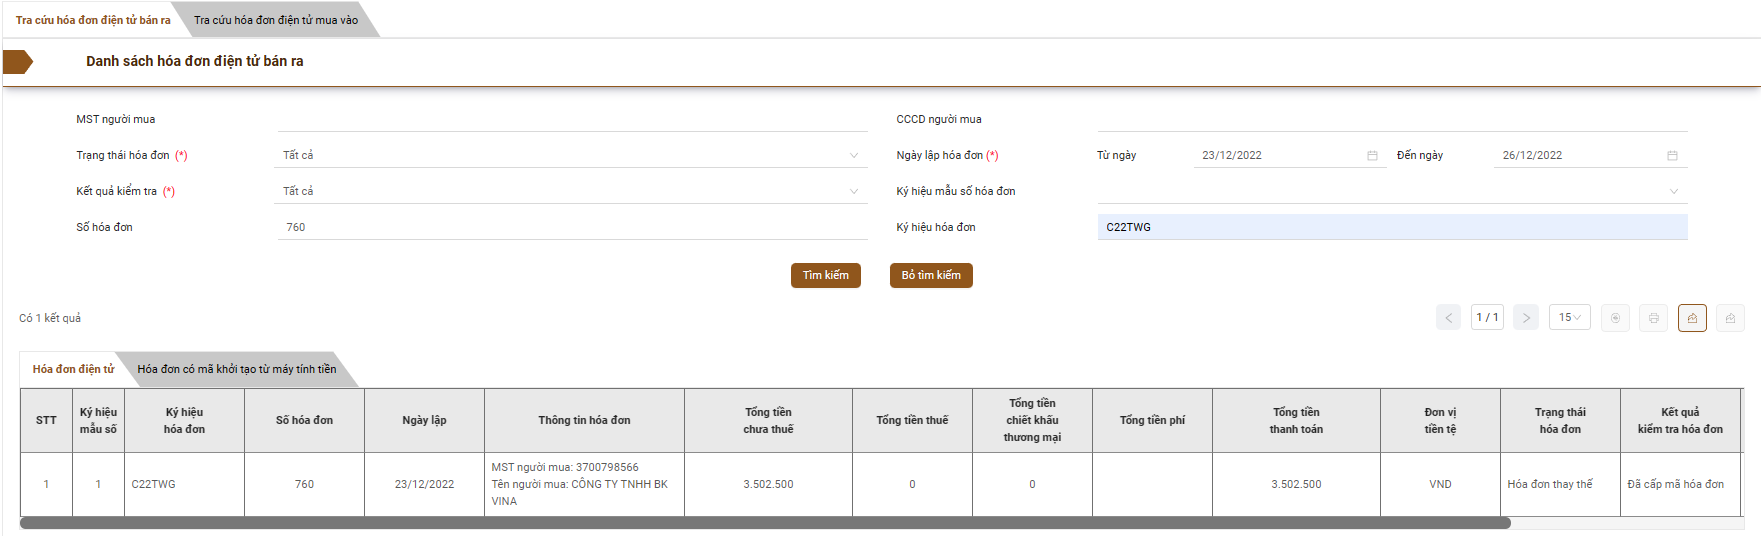 Tra cứu hóa đơn điện tử bán ra
Tra cứu hóa đơn điện tử mua vào
Danh sách hóa đơn điện tử bán ra
MST người mua
CCCD người mua
Trạng thái hóa đơn (*)
Tất cả
Ngày lập hóa đơn (*)
Từ ngày
23/12/2022
Đến ngày
26/12/2022
Kết quả kiểm tra (*)
Tất cả
Ký hiệu mẫu số hóa đơn
Số hóa đơn
760
Ký hiệu hóa đơn
C22TWG
Tìm kiếm
Bỏ tìm kiếm
Có 1 kết quả
1 / 1
15
Hóa đơn điện tử
Hóa đơn có mã khởi tạo từ máy tính tiền
STT
Ký hiệu
mẫu số
Ký hiệu
hóa đơn
Số hóa đơn
Ngày lập
Thông tin hóa đơn
Tổng tiền
chưa thuế
Tổng tiền thuế
Tổng tiền
chiết khấu
thương mại
Tổng tiền phí
Tổng tiền
thanh toán
Đơn vị
tiền tệ
Trạng thái
hóa đơn
Kết quả
kiểm tra hóa đơn
1
1
C22TWG
760
23/12/2022
MST người mua: 3700798566
Tên người mua: CÔNG TY TNHH BK
VINA
3.502.500
0
0
3.502.500
VND
Hóa đơn thay thế
Đã cấp mã hóa đơn